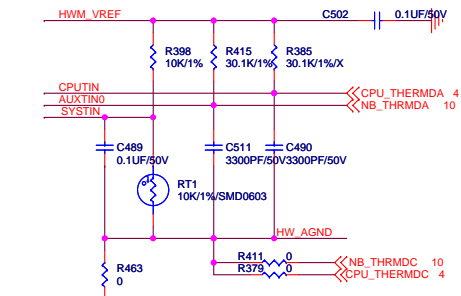 HWM_VREF C502 0.1UF/50V
R398 R415 R385
10K/1% 30.1K/1% 30.1K/1%/X
CPUTIN CPU_THERMDA 4
AUXTIN0 NB_THRMDA 10
SYSTIN
C489 C511 C490
0.1UF/50V 3300PF/50V 3300PF/50V
RT1
10K/1%/SMD0603
HW_AGND
R411 0 NB_THRMDC 10
R463 R379 0 CPU_THERMDC 4
0